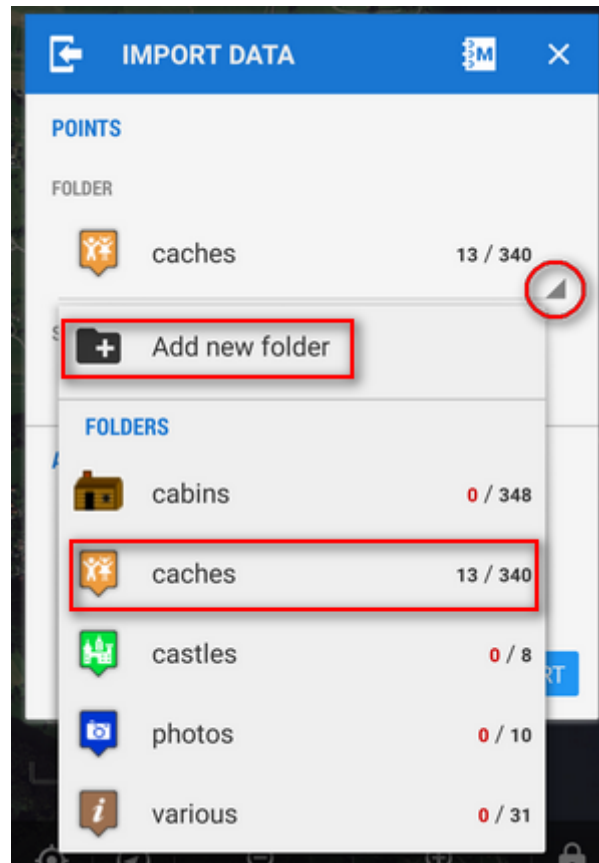 IMPORT DATA M
POINTS
FOLDER
caches 13 / 340
Add new folder
FOLDERS
cabins 0 / 348
caches 13 / 340
castles 0 / 8
photos 0 / 10
various 0 / 31